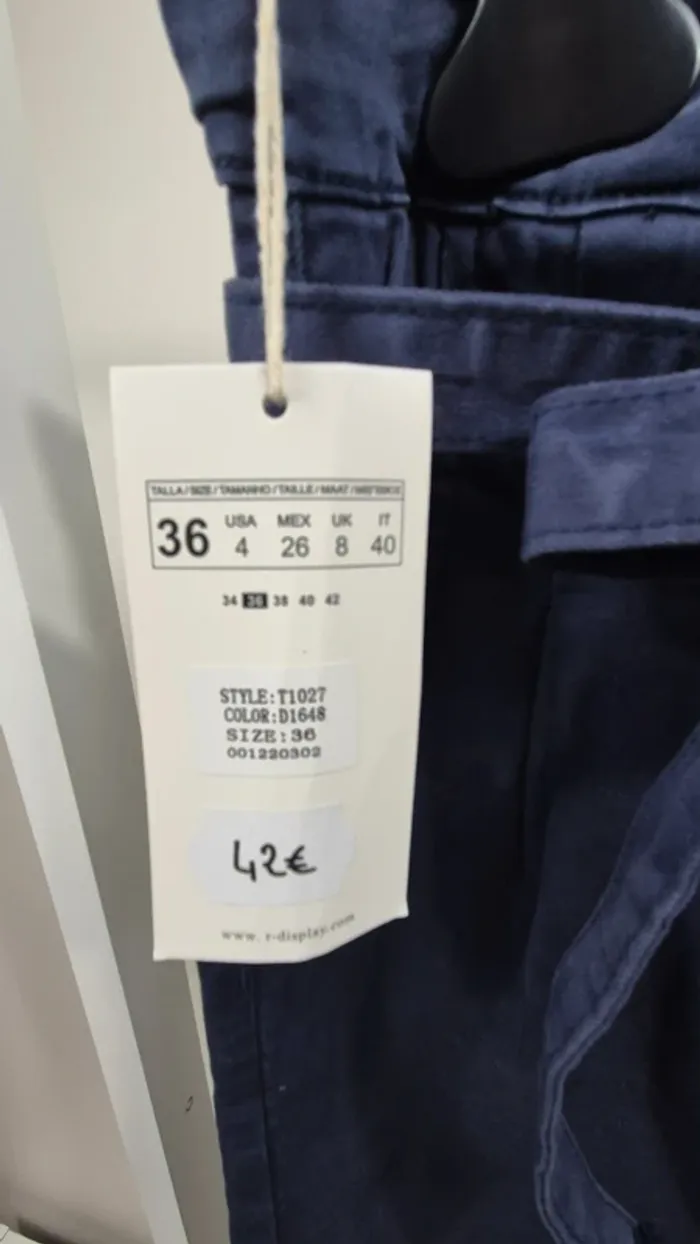 TALLA / SIZE / TAMANHO / TAILLE / MAAT /
36 USA MEX UK IT
4 26 8 40
34 36 38 40 42
STYLE:T1027
COLOR:D1648
SIZE:36
001220302
42€
www.r-display.com